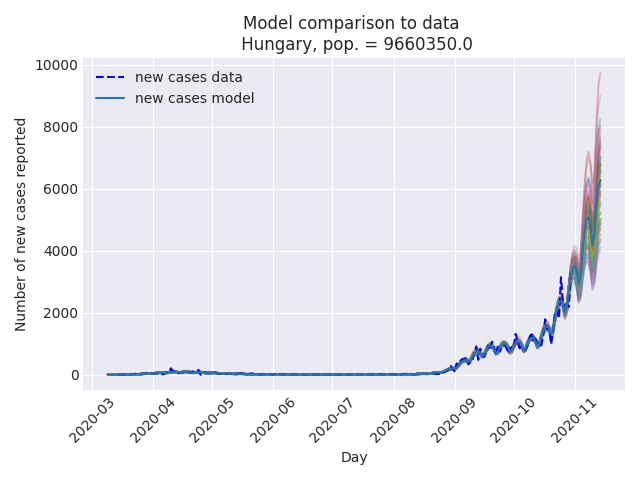 Model comparison to data
Hungary, pop. = 9660350.0
new cases data
new cases model
Number of new cases reported
10000
8000
6000
4000
2000
0
2020-03
2020-04
2020-05
2020-06
2020-07
2020-08
2020-09
2020-10
2020-11
Day